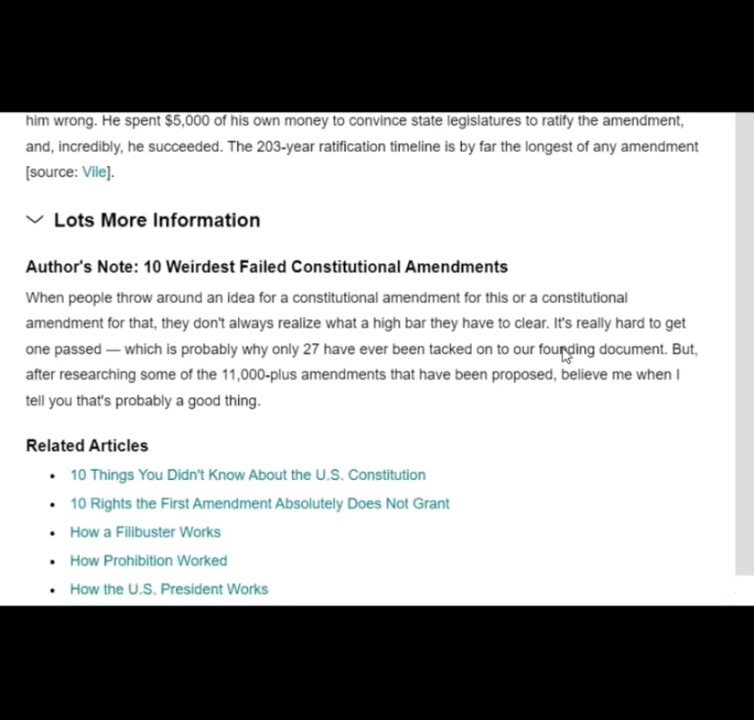 him wrong. He spent $5,000 of his own money to convince state legislatures to ratify the amendment,
and, incredibly, he succeeded. The 203-year ratification timeline is by far the longest of any amendment
[source: Vile].
Lots More Information
Author's Note: 10 Weirdest Failed Constitutional Amendments
When people throw around an idea for a constitutional amendment for this or a constitutional
amendment for that, they don't always realize what a high bar they have to clear. It's really hard to get
one passed — which is probably why only 27 have ever been tacked on to our founding document. But,
after researching some of the 11,000-plus amendments that have been proposed, believe me when I
tell you that's probably a good thing.
Related Articles
• 10 Things You Didn't Know About the U.S. Constitution
• 10 Rights the First Amendment Absolutely Does Not Grant
• How a Filibuster Works
• How Prohibition Worked
• How the U.S. President Works